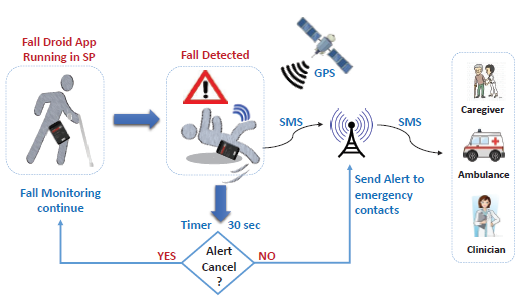 Fall Droid App
Running in SP
Fall Detected
GPS
SMS
SMS
Caregiver
Ambulance
Clinician
Fall Monitoring
continue
Send Alert to
emergency
contacts
Timer 30 sec
YES
Alert
Cancel
?
NO